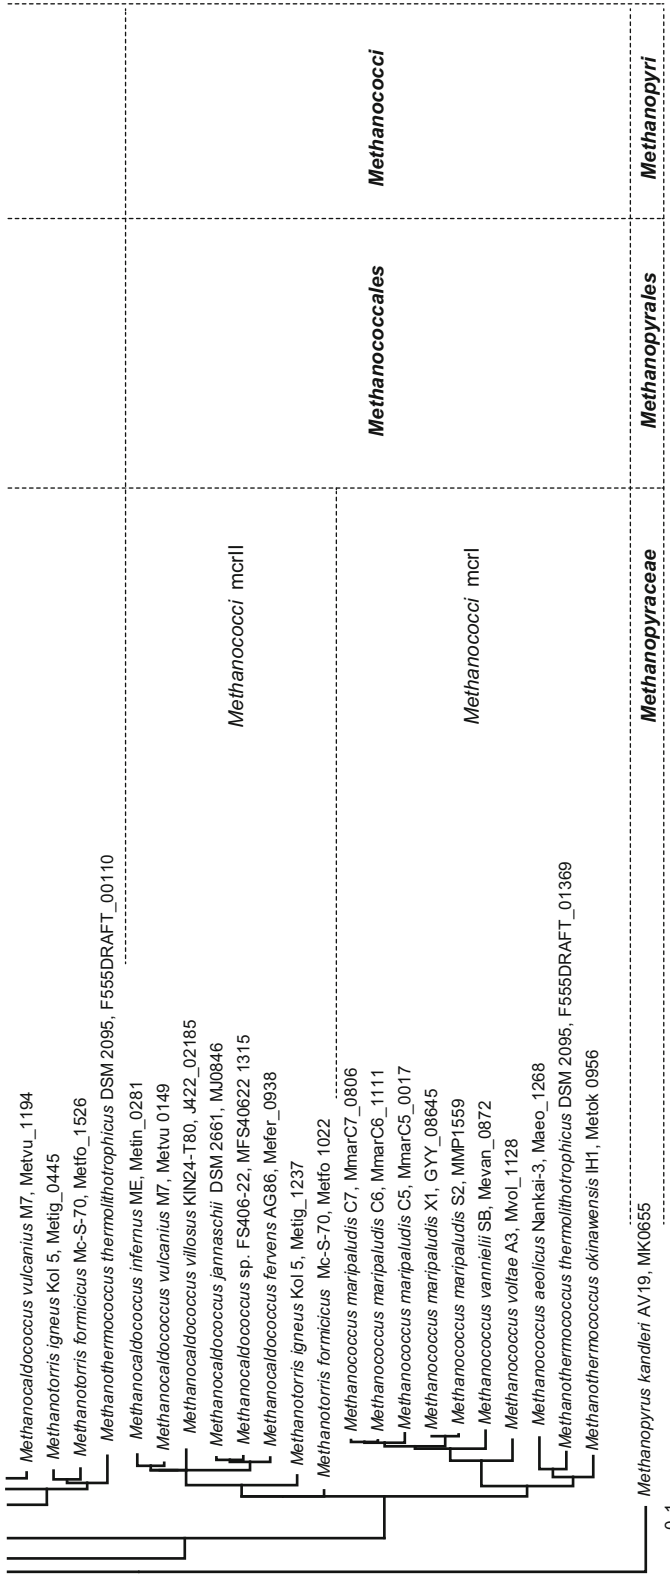 Methanocaldococcus vulcanius M7, Metvu_1194
Methanotorris igneus Kol 5, Metig_0445
Methanotorris formicicus Mc-S-70, Metfo_1526
Methanothermococcus thermolithotrophicus DSM 2095, F555DRAFT_00110
Methanocaldococcus infernus ME, Metin_0281
Methanocaldococcus vulcanius M7, Metvu 0149
Methanocaldococcus villosus KIN24-T80, J422_02185
Methanocaldococcus jannaschii DSM 2661, MJ0846
Methanocaldococcus sp. FS406-22, MFS40622 1315
Methanocaldococcus fervens AG86, Mefer_0938
Methanotorris igneus Kol 5, Metig_1237
Methanotorris formicicus Mc-S-70, Metfo 1022
Methanococci mcrII
Methanococcus maripaludis C7, MmarC7_0806
Methanococcus maripaludis C6, MmarC6_1111
Methanococcus maripaludis C5, MmarC5_0017
Methanococcus maripaludis X1, GYY_08645
Methanococcus maripaludis S2, MMP1559
Methanococcus vannielii SB, Mevan_0872
Methanococcus voltae A3, Mvol_1128
Methanococcus aeolicus Nankai-3, Maeo_1268
Methanothermococcus thermolithotrophicus DSM 2095, F555DRAFT_01369
Methanothermococcus okinawensis IH1, Metok 0956
Methanococci mcrI
Methanococcales
Methanococci
Methanopyrus kandleri AV19, MK0655
Methanopyraceae
Methanopyrales
Methanopyri